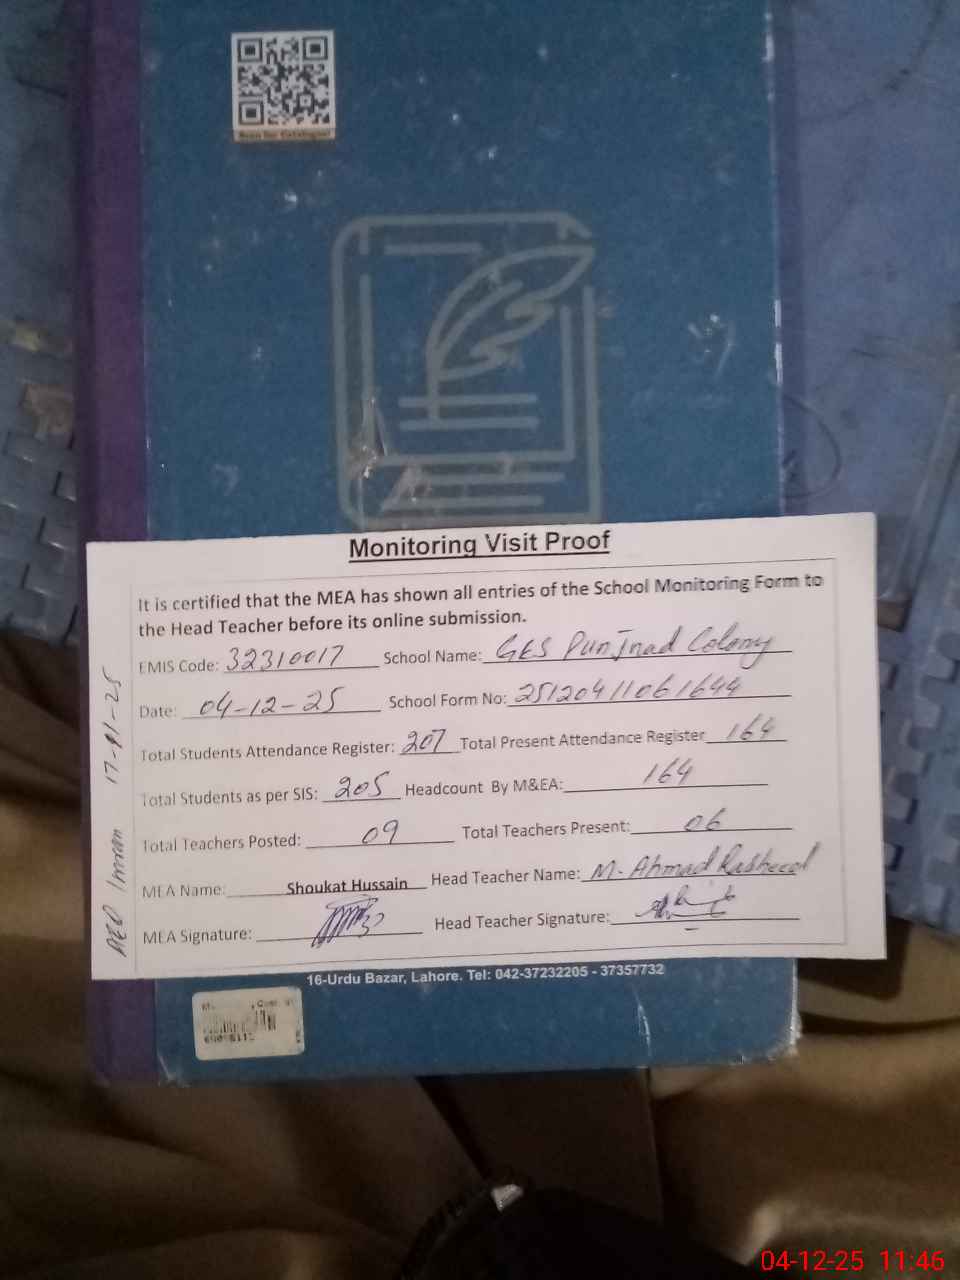 Scan for Catalogue
Monitoring Visit Proof
It is certified that the MEA has shown all entries of the School Monitoring Form to
the Head Teacher before its online submission.
EMIS Code: 32310017 School Name: GES Punjnad Colony
Date: 04-12-25 School Form No: 25120411061644
Total Students Attendance Register: 207 Total Present Attendance Register 164
Total Students as per SIS: 205 Headcount By M&EA: 164
Total Teachers Posted: 09 Total Teachers Present: 06
MEA Name: Shoukat Hussain Head Teacher Name: M. Ahmad Rasheed
MEA Signature: Head Teacher Signature:
AEO Imran 17-11-25
16-Urdu Bazar, Lahore. Tel: 042-37232205 - 37357732
04-12-25 11:46